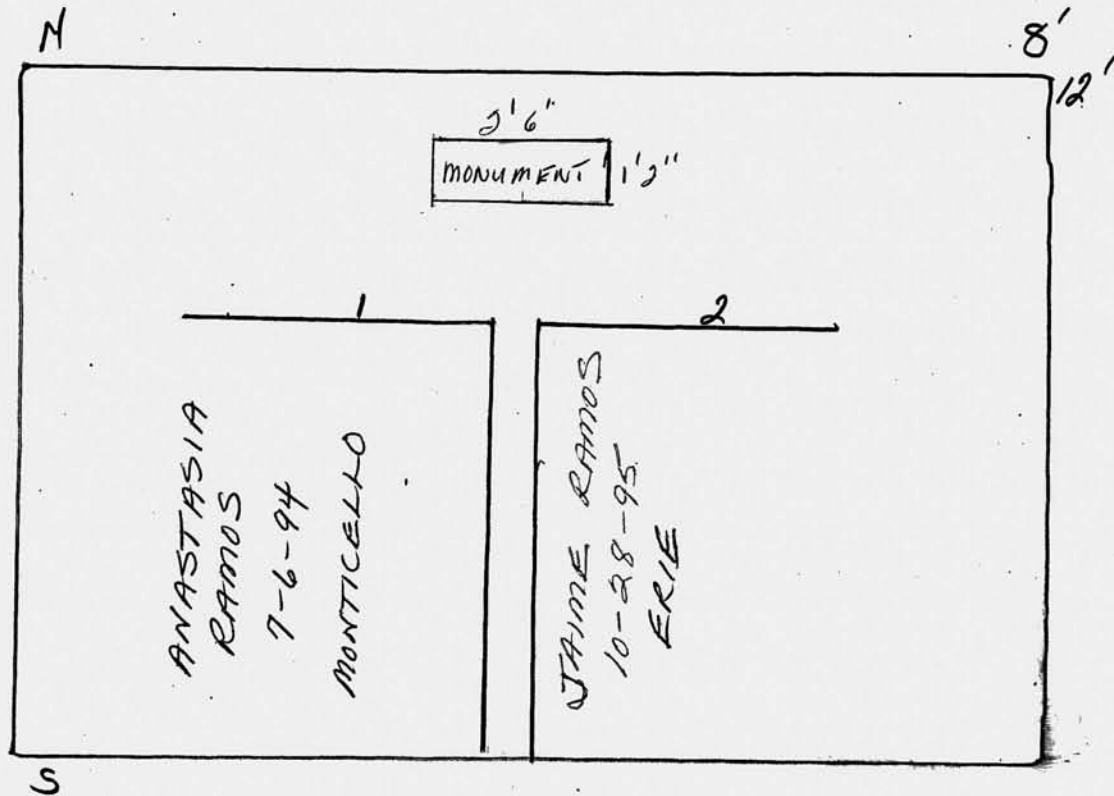 N
8'
12'
2'6"
MONUMENT
1'2"
1
2
ANASTASIA
RAMOS
7-6-94
MONTICELLO
JAIME RAMOS
10-28-95
ERIE
S